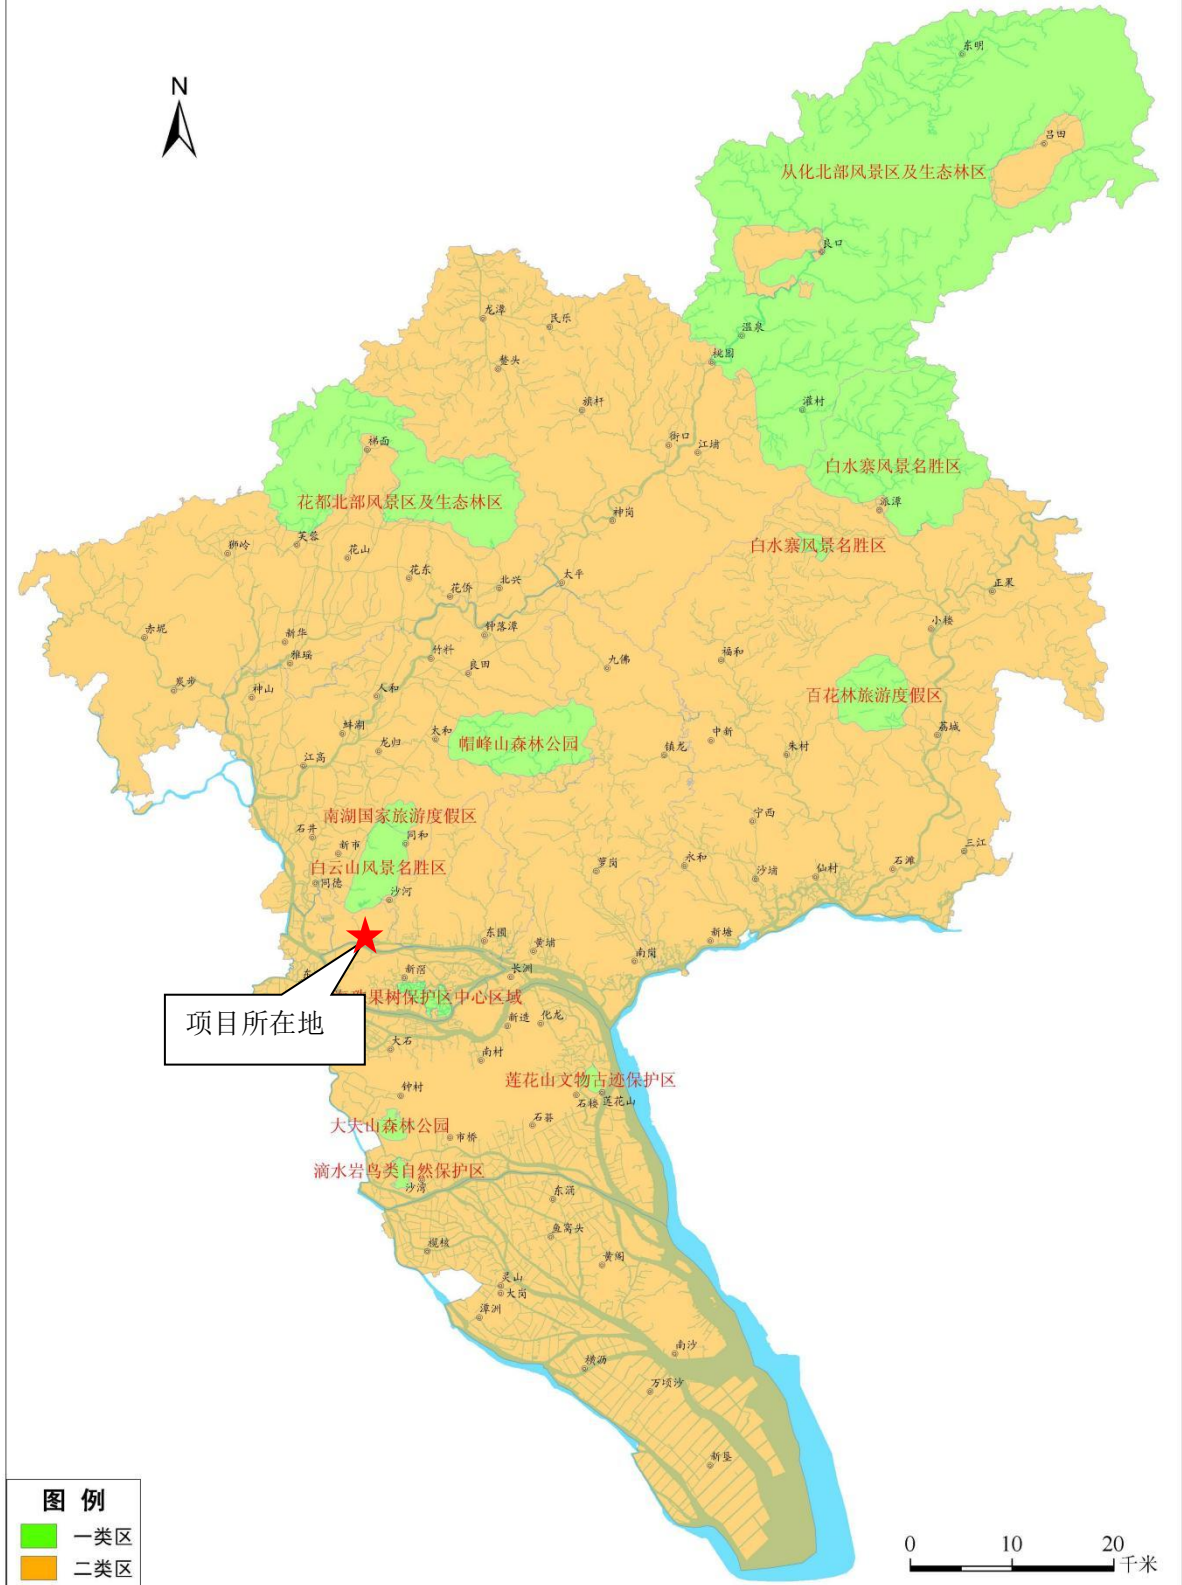 N
东明
吕田
从化北部风景区及生态林区
良口
温泉
桃园
龙潭
民乐
鳌头
旗杆
灌村
街口
江埔
白水寨风景名胜区
梯面
花都北部风景区及生态林区
派潭
神岗
白水寨风景名胜区
芙蓉
狮岭
花山
花东
花侨
北兴
太平
正果
小楼
赤坭
新华
雅瑶
钟落潭
竹料
良田
九佛
福和
炭步
神山
人和
百花林旅游度假区
蚌湖
太和
龙归
帽峰山森林公园
镇龙
中新
朱村
荔城
江高
南湖国家旅游度假区
石井
同和
新市
白云山风景名胜区
同德
沙河
宁西
萝岗
永和
沙埔
仙村
石滩
三江
东圃
黄埔
新塘
南岗
东
新滘
长洲
果树保护区中心区域
项目所在地
新造
化龙
大石
南村
莲花山文物古迹保护区
钟村
石楼
莲花山
大夫山森林公园
石碁
市桥
滴水岩鸟类自然保护区
沙湾
东涌
鱼窝头
榄核
黄阁
灵山
大岗
潭洲
南沙
横沥
万顷沙
新垦
图 例
一类区
二类区
0 10 20
千米